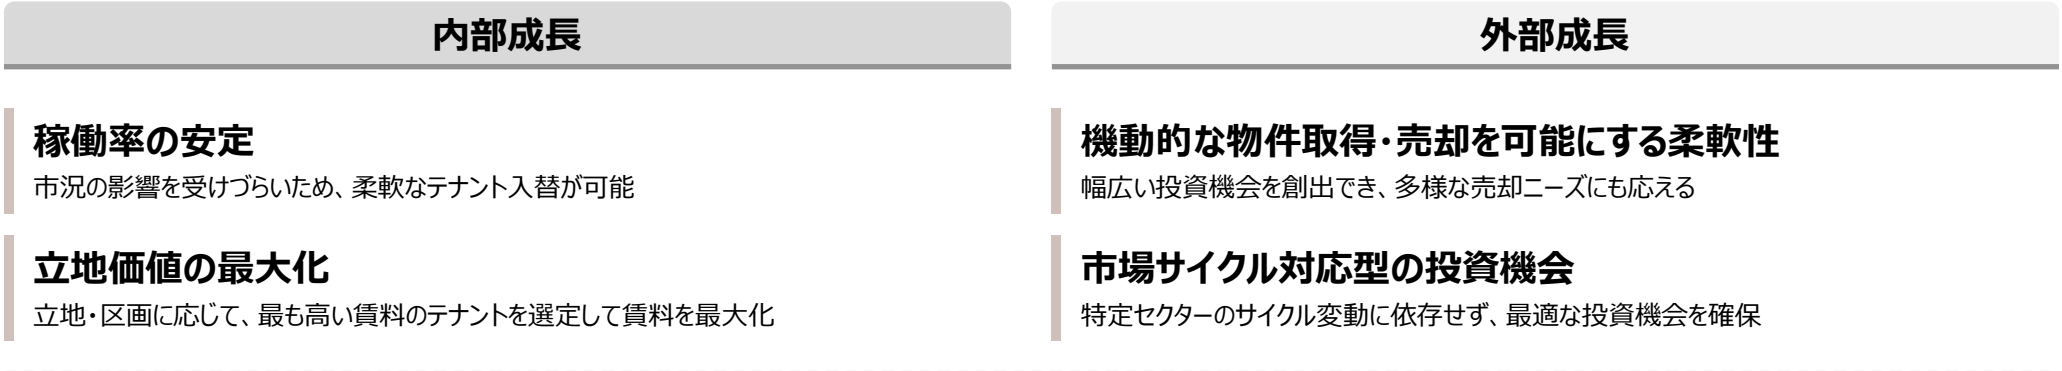 内部成長
稼働率の安定
市況の影響を受けづらいため、柔軟なテナント入替が可能
立地価値の最大化
立地・区画に応じて、最も高い賃料のテナントを選定して賃料を最大化
外部成長
機動的な物件取得・売却を可能にする柔軟性
幅広い投資機会を創出でき、多様な売却ニーズにも応える
市場サイクル対応型の投資機会
特定セクターのサイクル変動に依存せず、最適な投資機会を確保